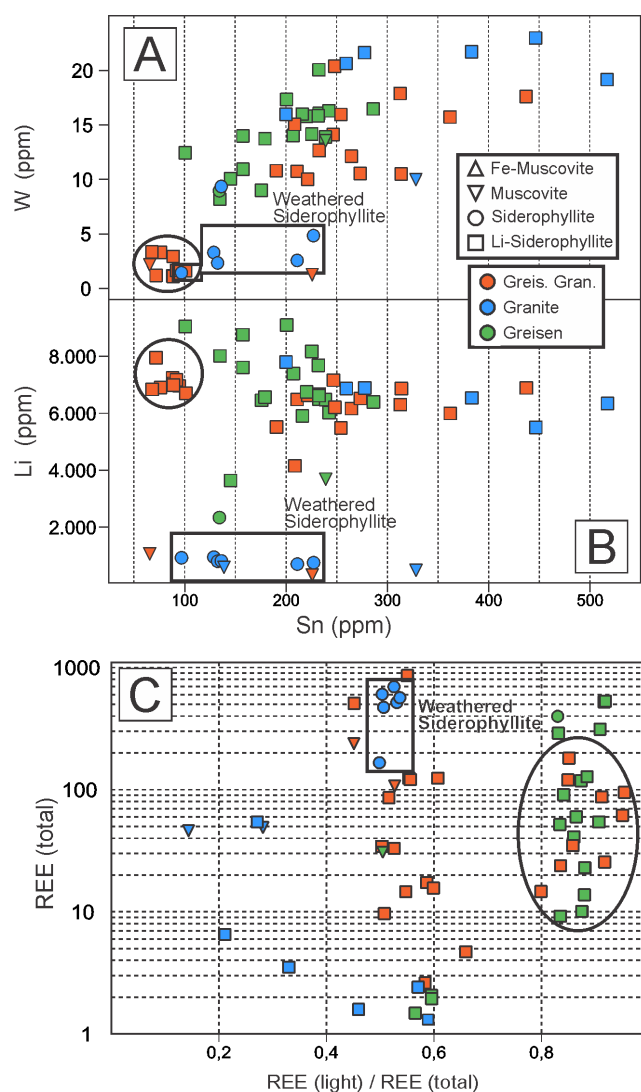 A
W (ppm)
20
15
10
5
0
Weathered
Siderophyllite
Fe-Muscovite
Muscovite
Siderophyllite
Li-Siderophyllite
Greis. Gran.
Granite
Greisen
Li (ppm)
8.000
6.000
4.000
2.000
Weathered
Siderophyllite
B
100
200
300
400
500
Sn (ppm)
C
REE (total)
1000
100
10
1
Weathered
Siderophyllite
0,2
0,4
0,6
0,8
REE (light) / REE (total)